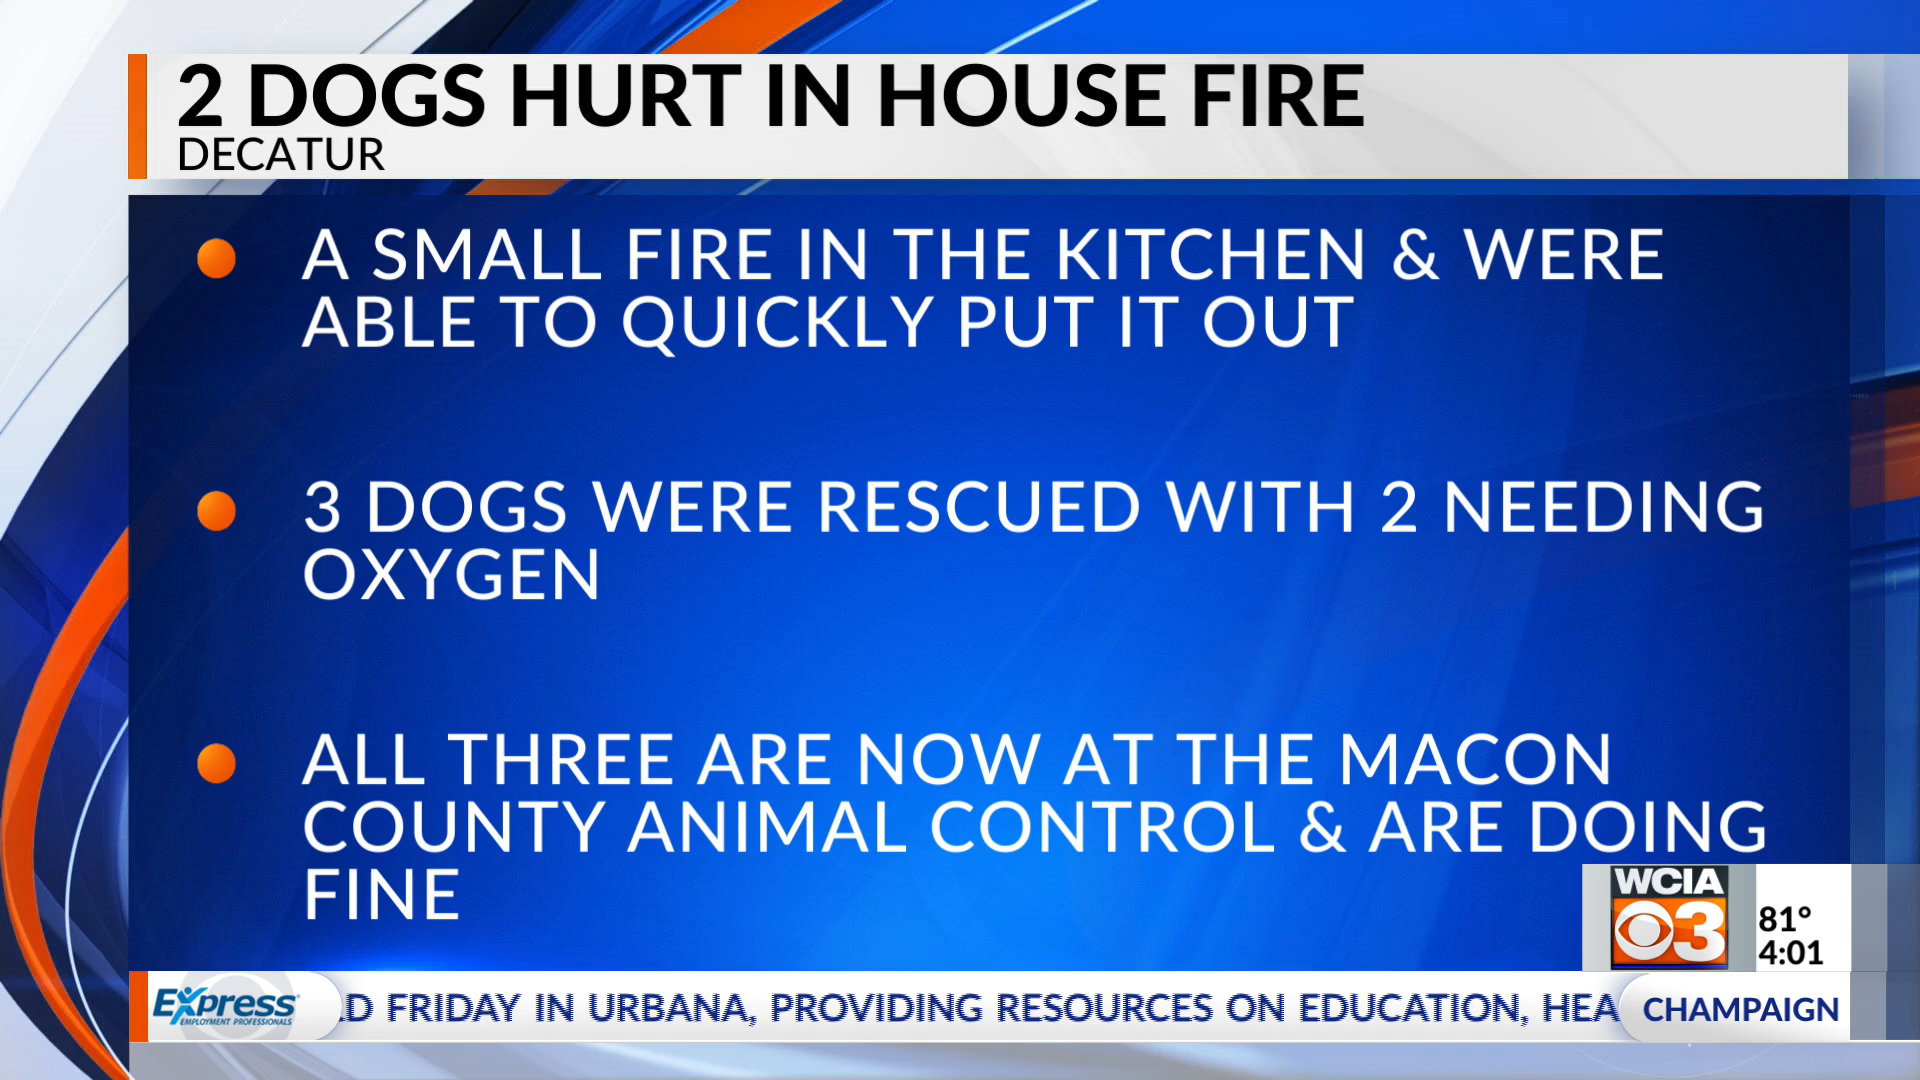 2 DOGS HURT IN HOUSE FIRE
DECATUR
A SMALL FIRE IN THE KITCHEN & WERE
ABLE TO QUICKLY PUT IT OUT
3 DOGS WERE RESCUED WITH 2 NEEDING
OXYGEN
ALL THREE ARE NOW AT THE MACON
COUNTY ANIMAL CONTROL & ARE DOING
FINE
WCIA
3
81°
4:01
Express
EMPLOYMENT PROFESSIONALS
LD FRIDAY IN URBANA, PROVIDING RESOURCES ON EDUCATION, HEA
CHAMPAIGN